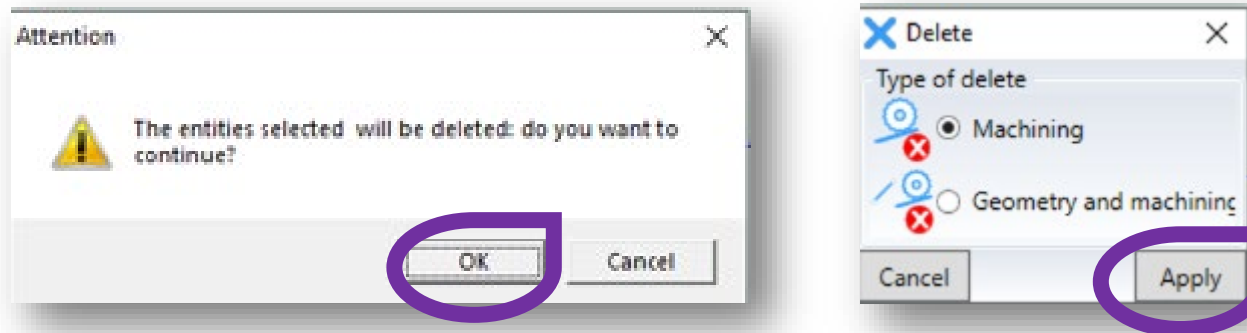 Attention
The entities selected will be deleted: do you want to
continue?
OK
Cancel
Delete
Type of delete
Machining
Geometry and machining
Cancel
Apply